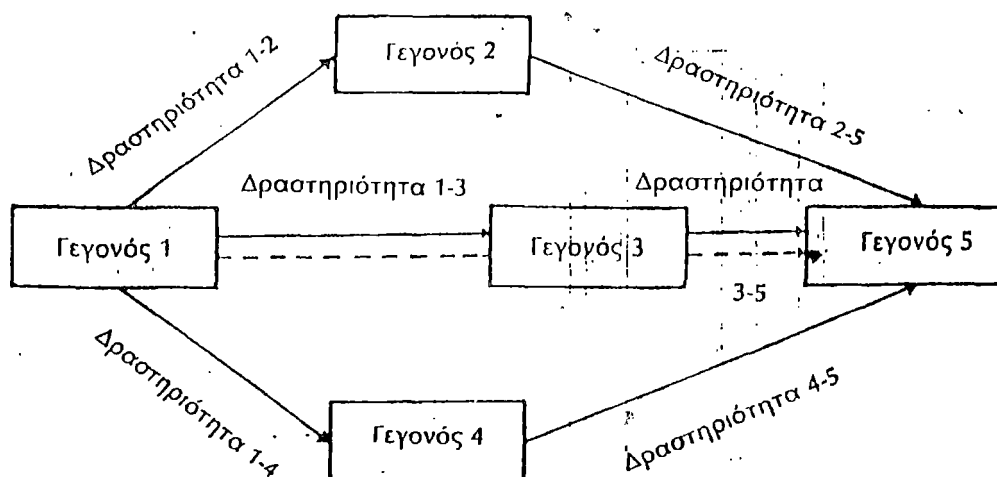 Γεγονός 2
Δραστηριότητα 1-2
Δραστηριότητα 2-5
Δραστηριότητα 1-3
Δραστηριότητα
Γεγονός 1
Γεγονός 3
Γεγονός 5
3-5
Δραστηριότητα 1-4
Γεγονός 4
Δραστηριότητα 4-5